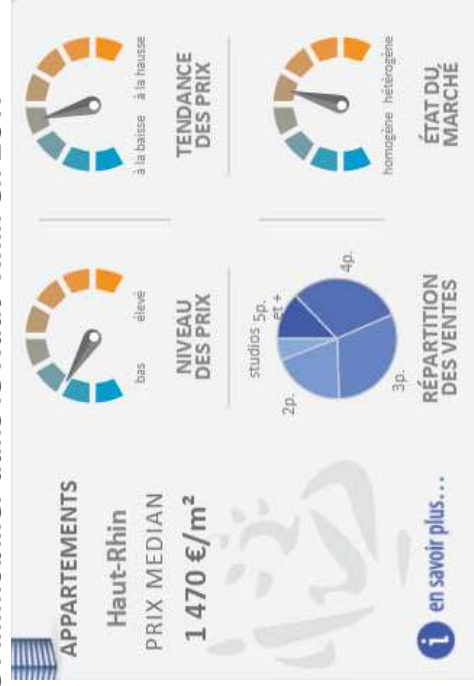 APPARTEMENTS
Haut-Rhin
PRIX MEDIAN
1 470 €/m²
i en savoir plus...
bas élevé
NIVEAU
DES PRIX
studios
5p.
et +
2p.
4p.
3p.
RÉPARTITION
DES VENTES
à la baisse à la hausse
TENDANCE
DES PRIX
homogène hétérogène
ÉTAT DU
MARCHÉ